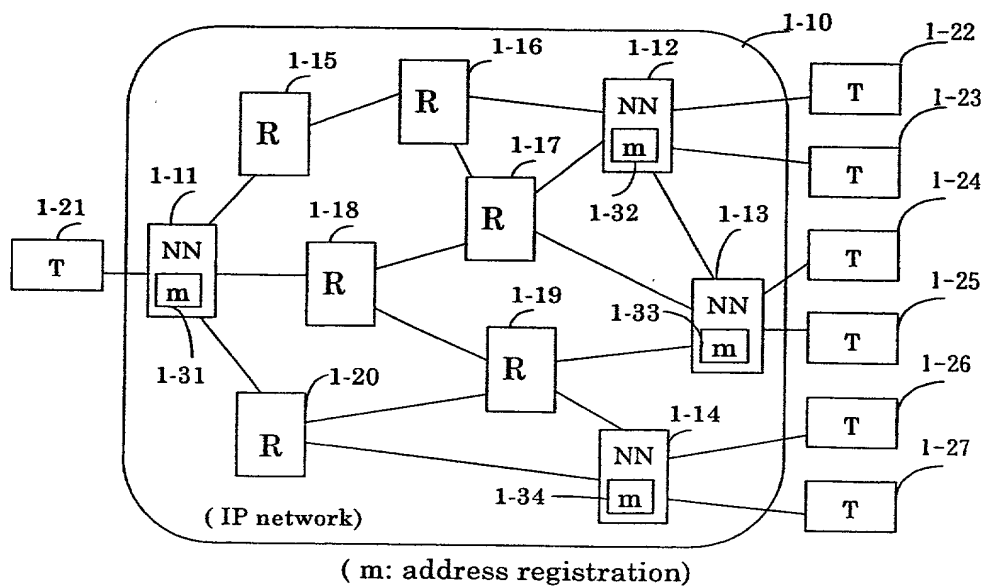 1-10
1-22
1-16
1-12
T
1-15
1-23
R
NN
R
m
1-17
T
1-11
1-32
1-24
1-21
1-18
R
1-13
NN
T
T
R
NN
m
1-19
1-33
m
1-25
1-31
R
T
1-20
1-26
1-14
T
R
NN
1-27
1-34
m
T
( IP network)
( m: address registration)